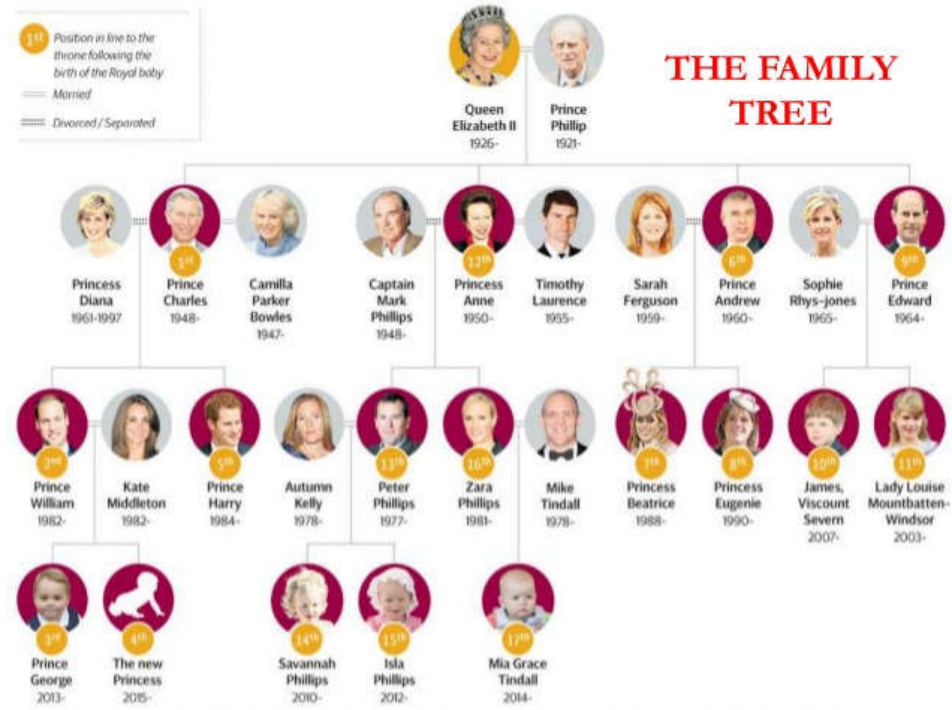 1st Position in line to the
throne following the
birth of the Royal baby
Married
Divorced / Separated
THE FAMILY
TREE
Queen
Elizabeth II
1926-
Prince
Phillip
1921-
Princess
Diana
1961-1997
1st
Prince
Charles
1948-
Camilla
Parker
Bowles
1947-
Captain
Mark
Phillips
1948-
12th
Princess
Anne
1950-
Timothy
Laurence
1955-
Sarah
Ferguson
1959-
6th
Prince
Andrew
1960-
Sophie
Rhys-jones
1965-
9th
Prince
Edward
1964-
2nd
Prince
William
1982-
Kate
Middleton
1982-
5th
Prince
Harry
1984-
Autumn
Kelly
1978-
13th
Peter
Phillips
1977-
16th
Zara
Phillips
1981-
Mike
Tindall
1978-
7th
Princess
Beatrice
1988-
8th
Princess
Eugenie
1990-
10th
James,
Viscount
Severn
2007-
11th
Lady Louise
Mountbatten-
Windsor
2003-
3rd
Prince
George
2013-
4th
The new
Princess
2015-
14th
Savannah
Phillips
2010-
15th
Isla
Phillips
2012-
17th
Mia Grace
Tindall
2014-